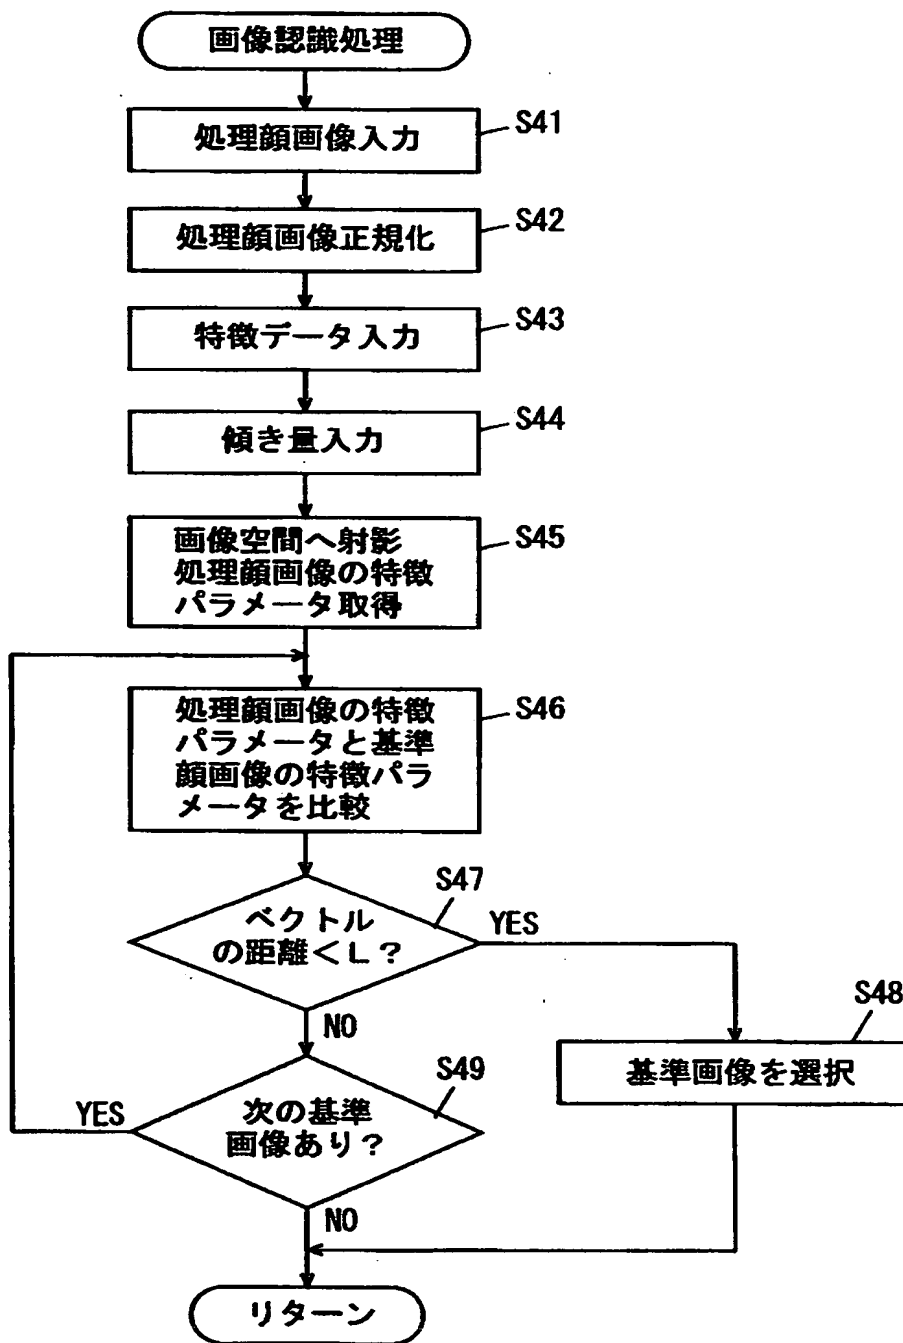 画像認識処理
処理顔画像入力
S41
処理顔画像正規化
S42
特徴データ入力
S43
傾き量入力
S44
画像空間へ射影
処理顔画像の特徴
パラメータ取得
S45
処理顔画像の特徴
パラメータと基準
顔画像の特徴パラ
メータを比較
S46
ベクトル
の距離＜L？
S47
YES
NO
基準画像を選択
S48
次の基準
画像あり？
S49
YES
NO
リターン